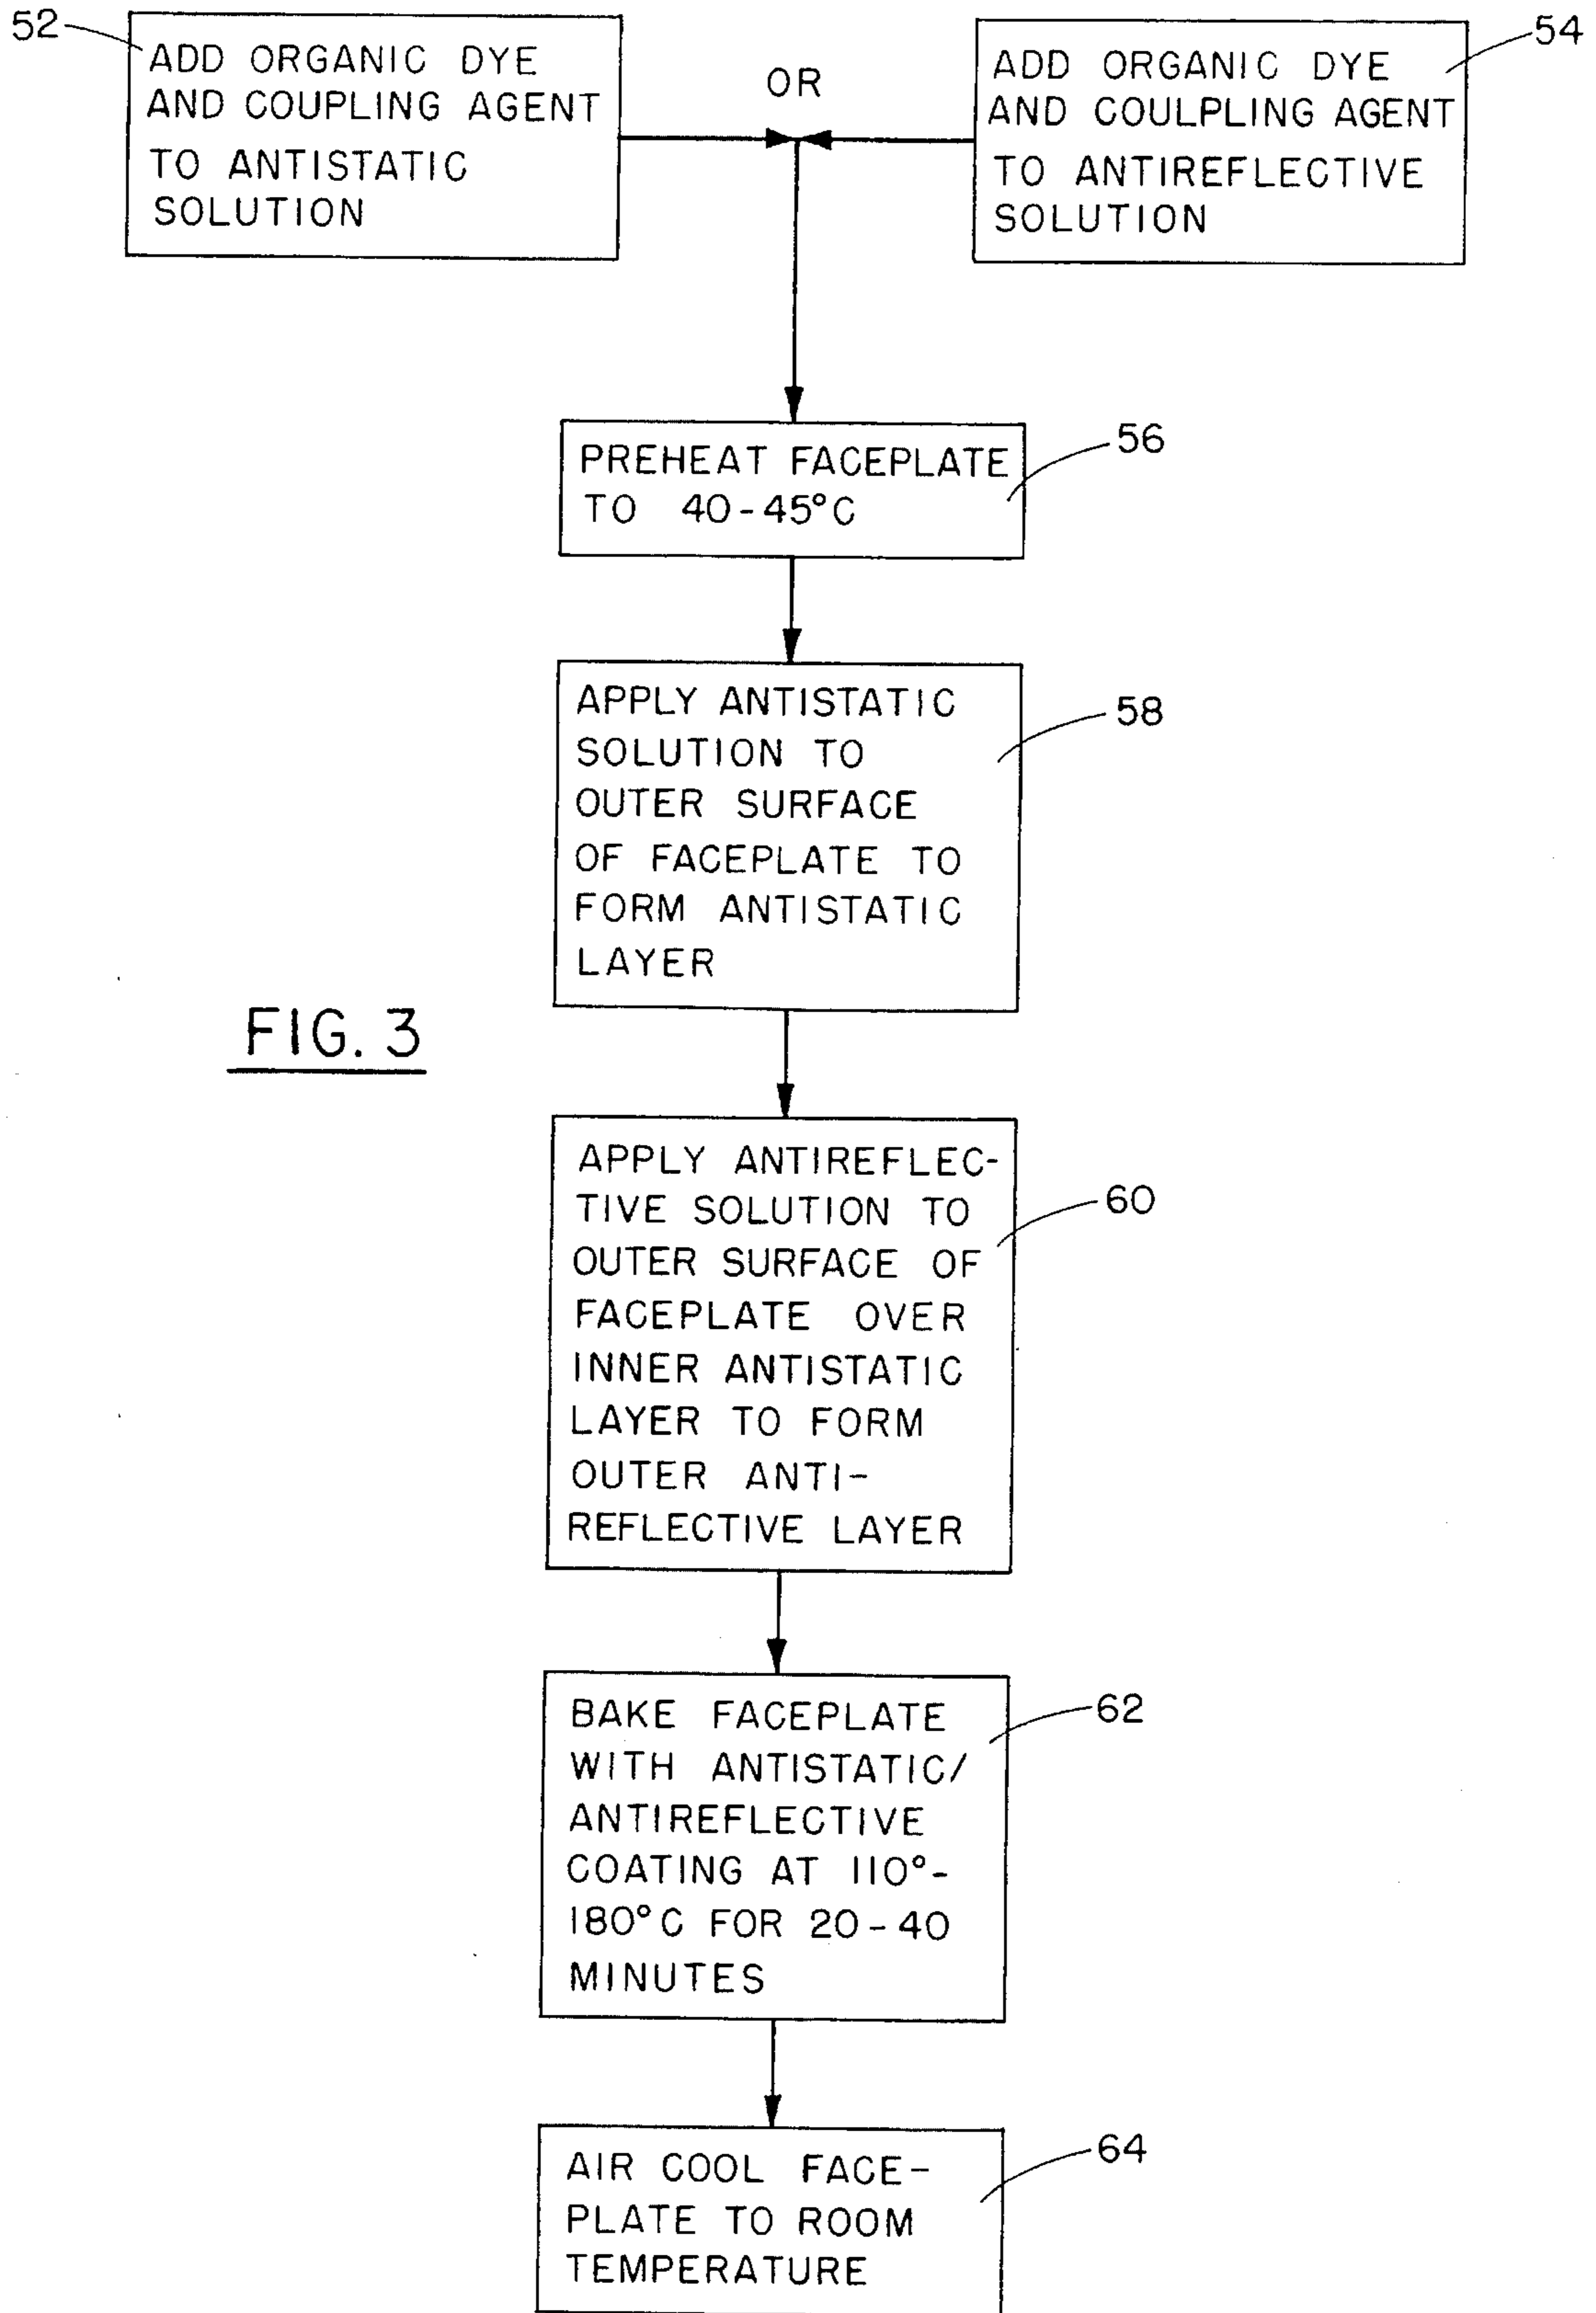 52
ADD ORGANIC DYE
AND COUPLING AGENT
TO ANTISTATIC
SOLUTION
OR
54
ADD ORGANIC DYE
AND COULPLING AGENT
TO ANTIREFLECTIVE
SOLUTION
56
PREHEAT FACEPLATE
TO 40-45°C
58
APPLY ANTISTATIC
SOLUTION TO
OUTER SURFACE
OF FACEPLATE TO
FORM ANTISTATIC
LAYER
FIG. 3
60
APPLY ANTIREFLEC-
TIVE SOLUTION TO
OUTER SURFACE OF
FACEPLATE OVER
INNER ANTISTATIC
LAYER TO FORM
OUTER ANTI-
REFLECTIVE LAYER
62
BAKE FACEPLATE
WITH ANTISTATIC/
ANTIREFLECTIVE
COATING AT 110°-
180°C FOR 20-40
MINUTES
64
AIR COOL FACE-
PLATE TO ROOM
TEMPERATURE